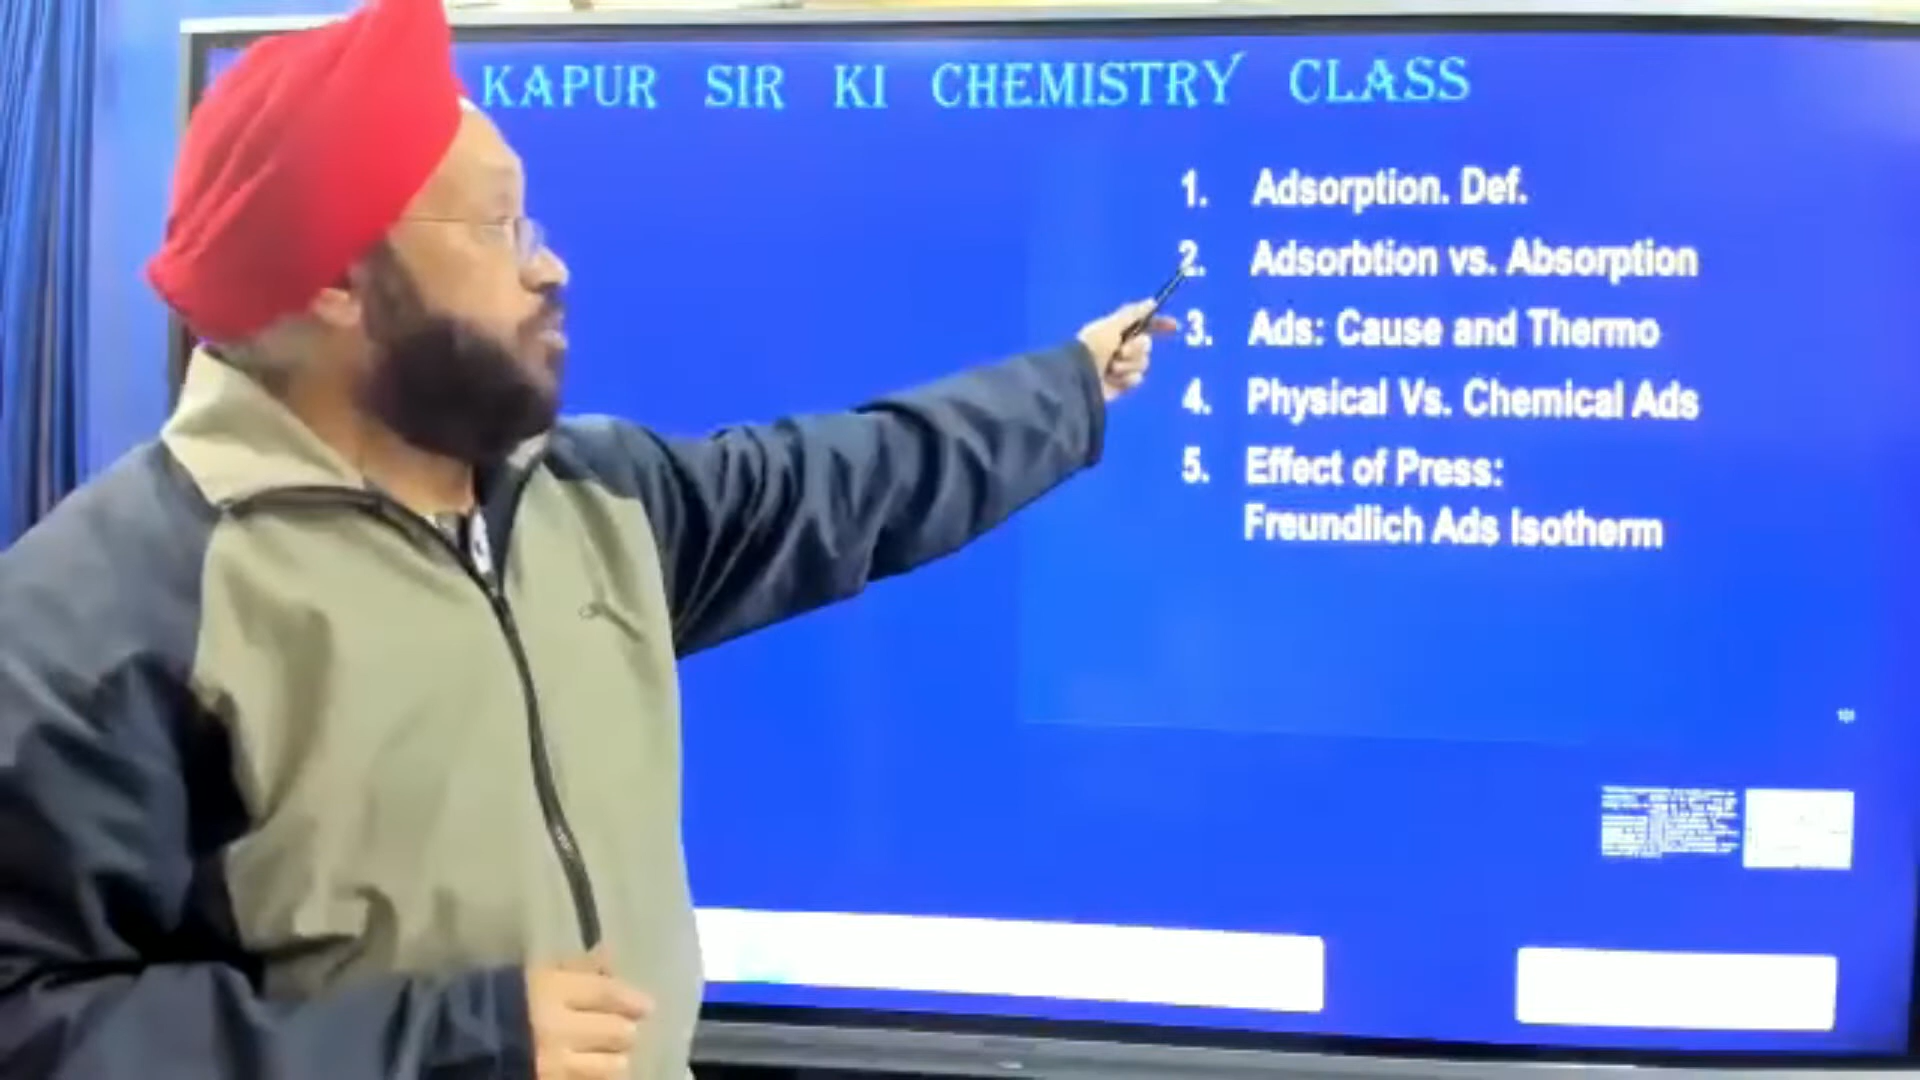 KAPUR SIR KI CHEMISTRY CLASS
1. Adsorption. Def.
2. Adsorbtion vs. Absorption
3. Ads: Cause and Thermo
4. Physical Vs. Chemical Ads
5. Effect of Press:
Freundlich Ads Isotherm